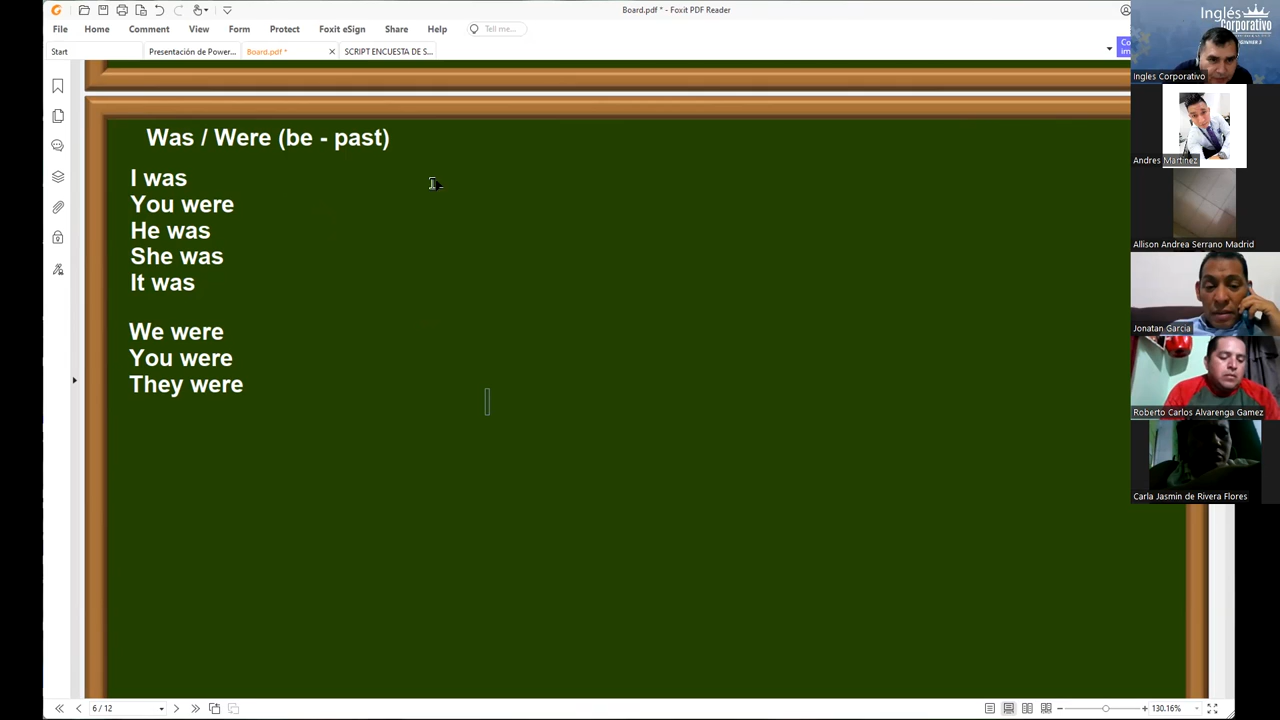 Board.pdf * - Foxit PDF Reader
File Home Comment View Form Protect Foxit eSign Share Help Tell me...
Start Presentación de Power... Board.pdf * SCRIPT ENCUESTA DE S...
Was / Were (be - past)
I was
You were
He was
She was
It was
We were
You were
They were
6 / 12
130.16%
Inglés
Corporativo
Ingles Corporativo
Andres Martinez
Allison Andrea Serrano Madrid
Jonatan Garcia
Roberto Carlos Alvarenga Gamez
Carla Jasmin de Rivera Flores